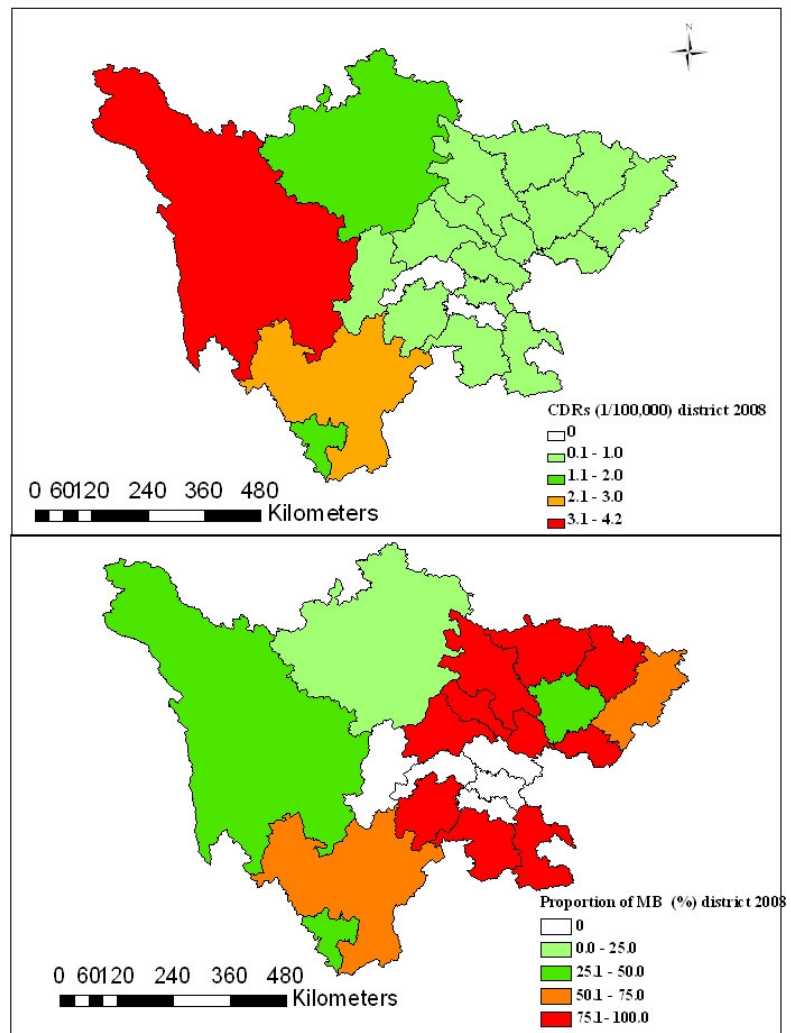 N
CDRs (1/100,000) district 2008
0
0.1 - 1.0
1.1 - 2.0
2.1 - 3.0
3.1 - 4.2
0 60120 240 360 480
Kilometers
Proportion of MB (%) district 2008
0
0.0 - 25.0
25.1 - 50.0
50.1 - 75.0
75.1- 100.0
0 60120 240 360 480
Kilometers